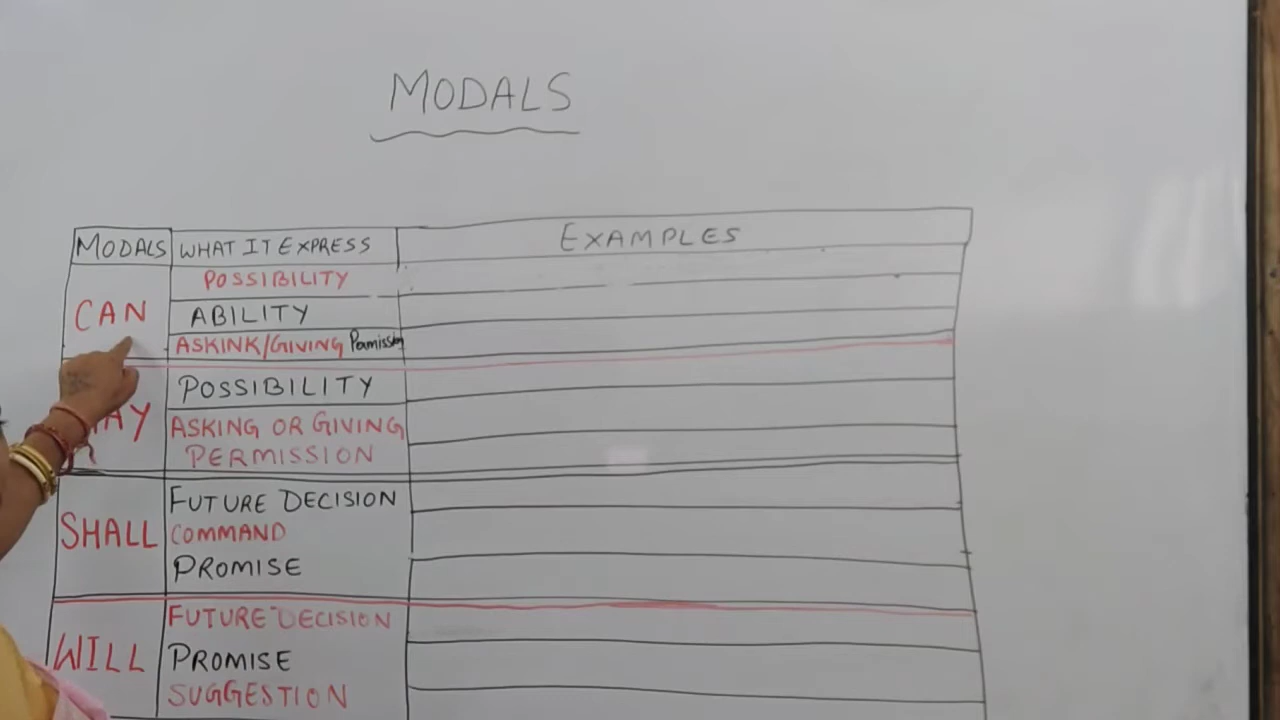 MODALS
MODALS WHAT IT EXPRESS EXAMPLES
POSSIBILITY
CAN ABILITY
ASKINK/GIVING Permission
POSSIBILITY
MAY ASKING OR GIVING
PERMISSION
FUTURE DECISION
SHALL COMMAND
PROMISE
FUTURE DECISION
WILL PROMISE
SUGGESTION